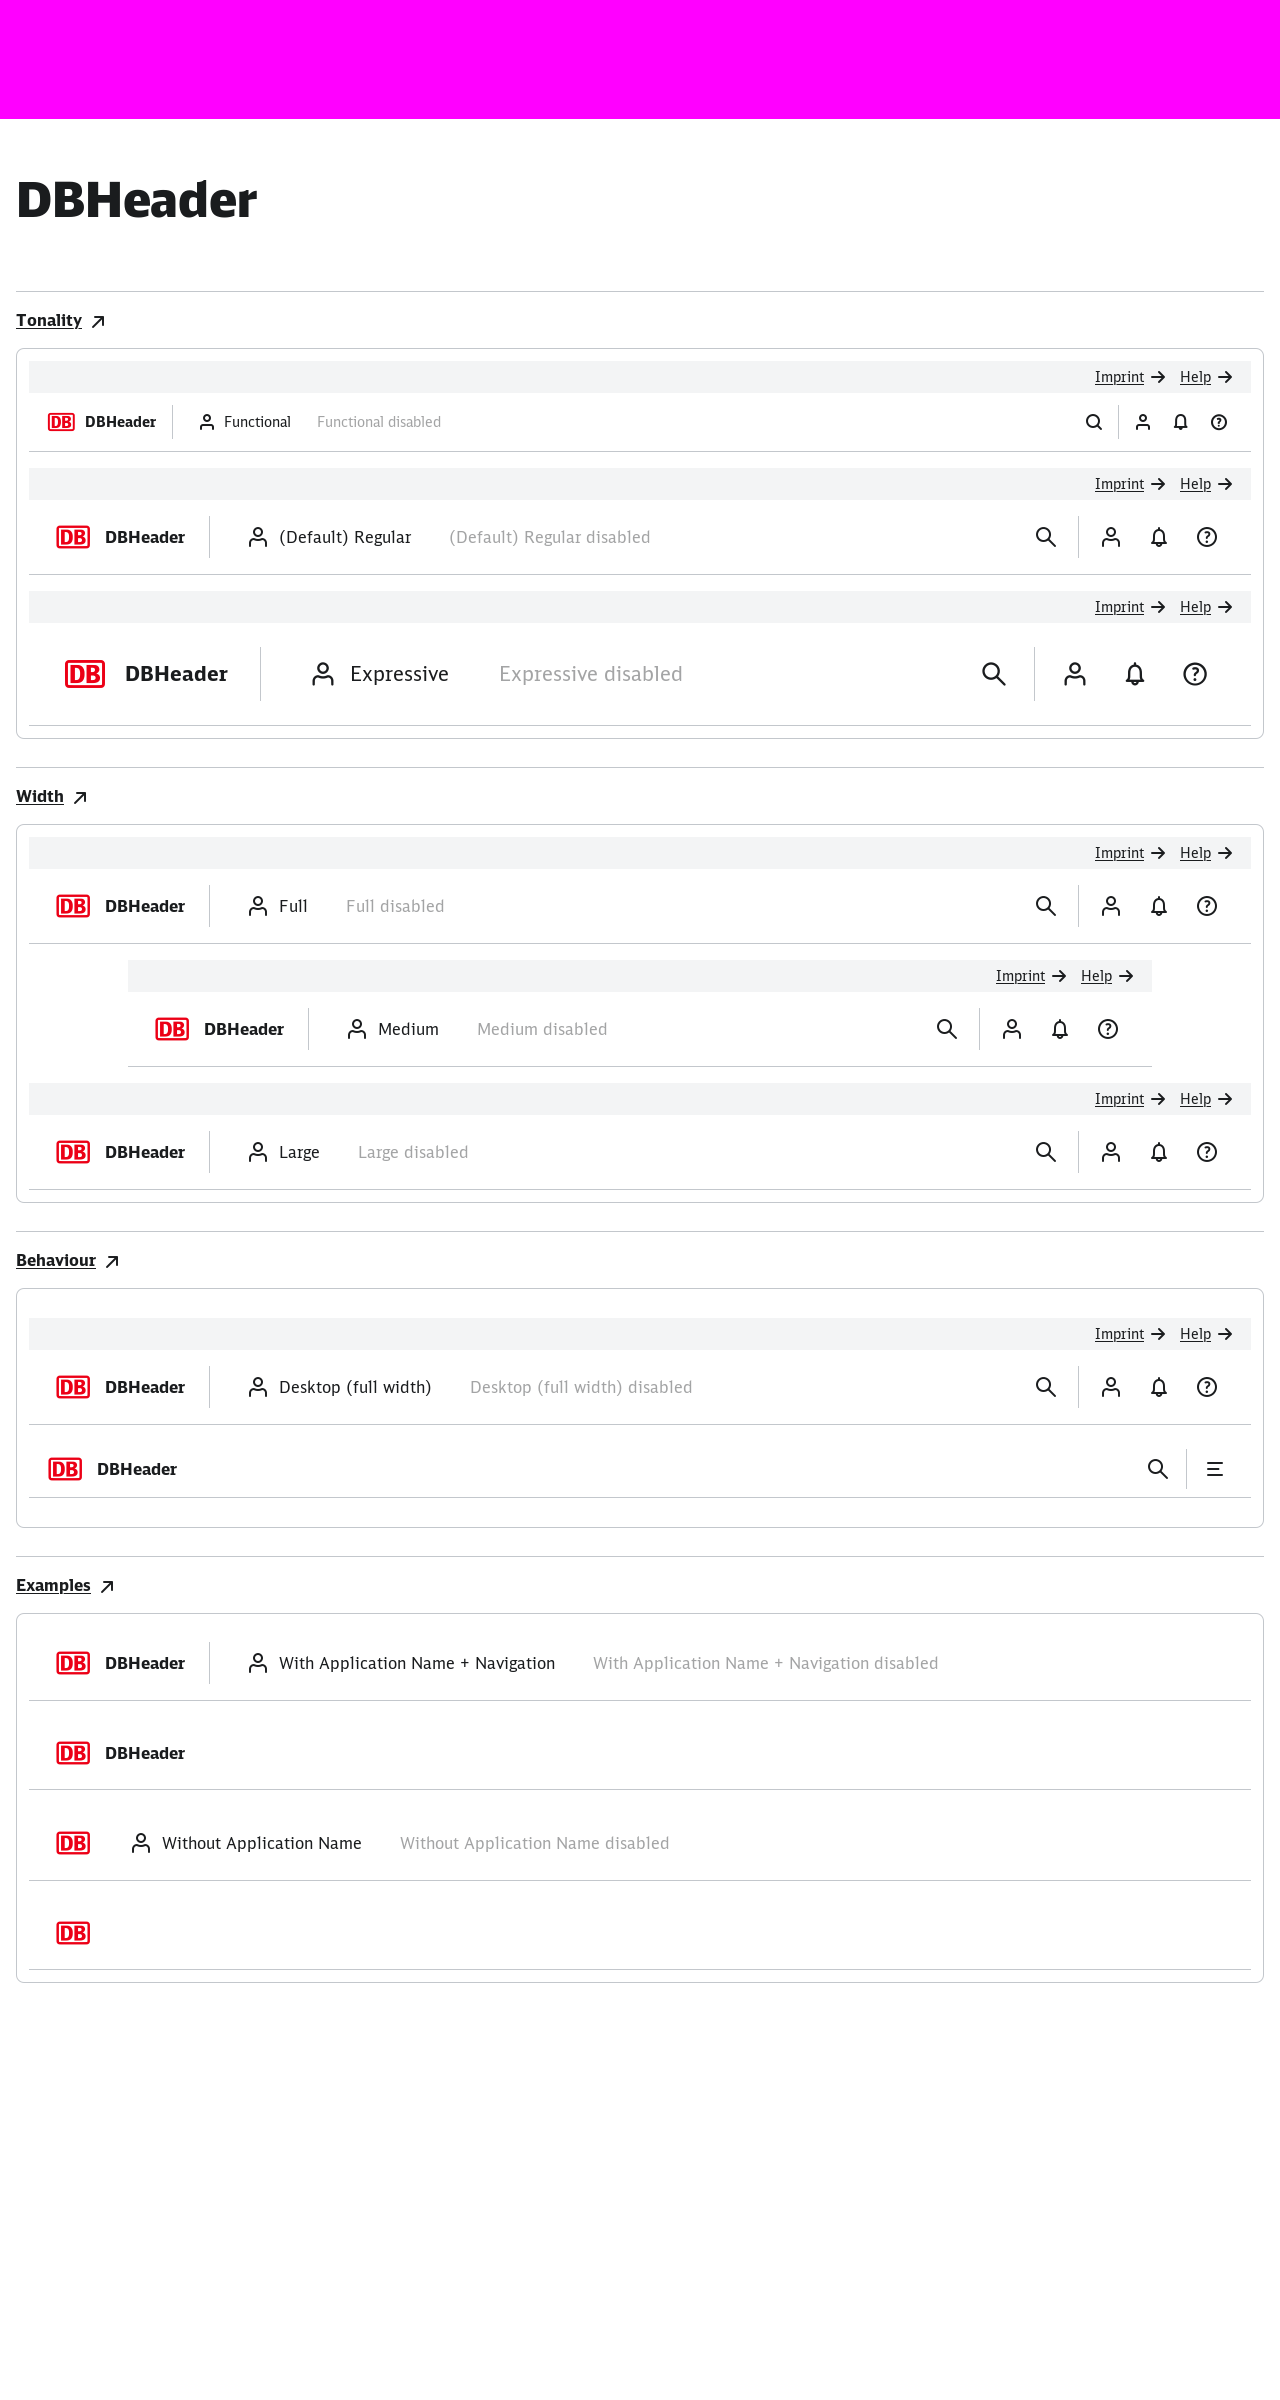 DBHeader
Tonality
Imprint Help
DB DBHeader Functional Functional disabled
Imprint Help
DB DBHeader (Default) Regular (Default) Regular disabled
Imprint Help
DB DBHeader Expressive Expressive disabled
Width
Imprint Help
DB DBHeader Full Full disabled
Imprint Help
DB DBHeader Medium Medium disabled
Imprint Help
DB DBHeader Large Large disabled
Behaviour
Imprint Help
DB DBHeader Desktop (full width) Desktop (full width) disabled
DB DBHeader
Examples
DB DBHeader With Application Name + Navigation With Application Name + Navigation disabled
DB DBHeader
DB Without Application Name Without Application Name disabled
DB